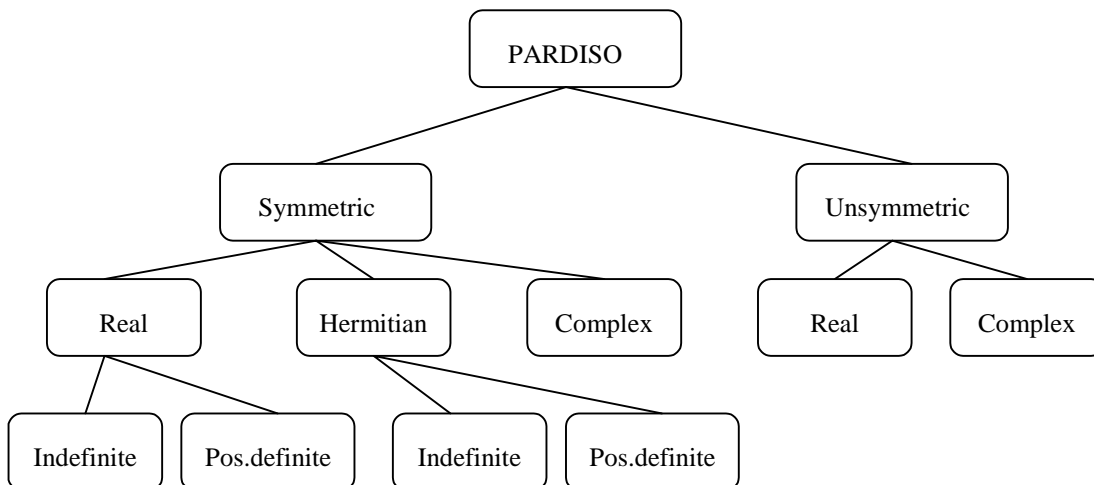 PARDISO
Symmetric
Unsymmetric
Real
Hermitian
Complex
Real
Complex
Indefinite
Pos.definite
Indefinite
Pos.definite